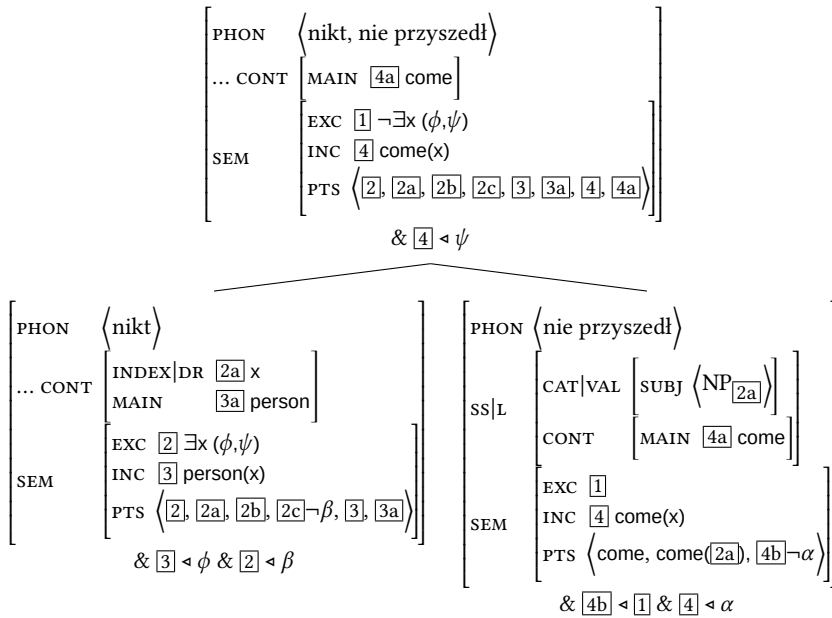 PHON ⟨nikt, nie przyszedł⟩
... CONT [MAIN 4a come]
SEM
EXC 1 ¬∃x (ϕ,ψ)
INC 4 come(x)
PTS ⟨2, 2a, 2b, 2c, 3, 3a, 4, 4a⟩
& 4 ◂ ψ
PHON ⟨nikt⟩
... CONT
INDEX|DR 2a x
MAIN 3a person
SEM
EXC 2 ∃x (ϕ,ψ)
INC 3 person(x)
PTS ⟨2, 2a, 2b, 2c¬β, 3, 3a⟩
& 3 ◂ ϕ & 2 ◂ β
PHON ⟨nie przyszedł⟩
SS|L
CAT|VAL [SUBJ ⟨NP2a⟩]
CONT [MAIN 4a come]
SEM
EXC 1
INC 4 come(x)
PTS ⟨come, come(2a), 4b¬α⟩
& 4b ◂ 1 & 4 ◂ α